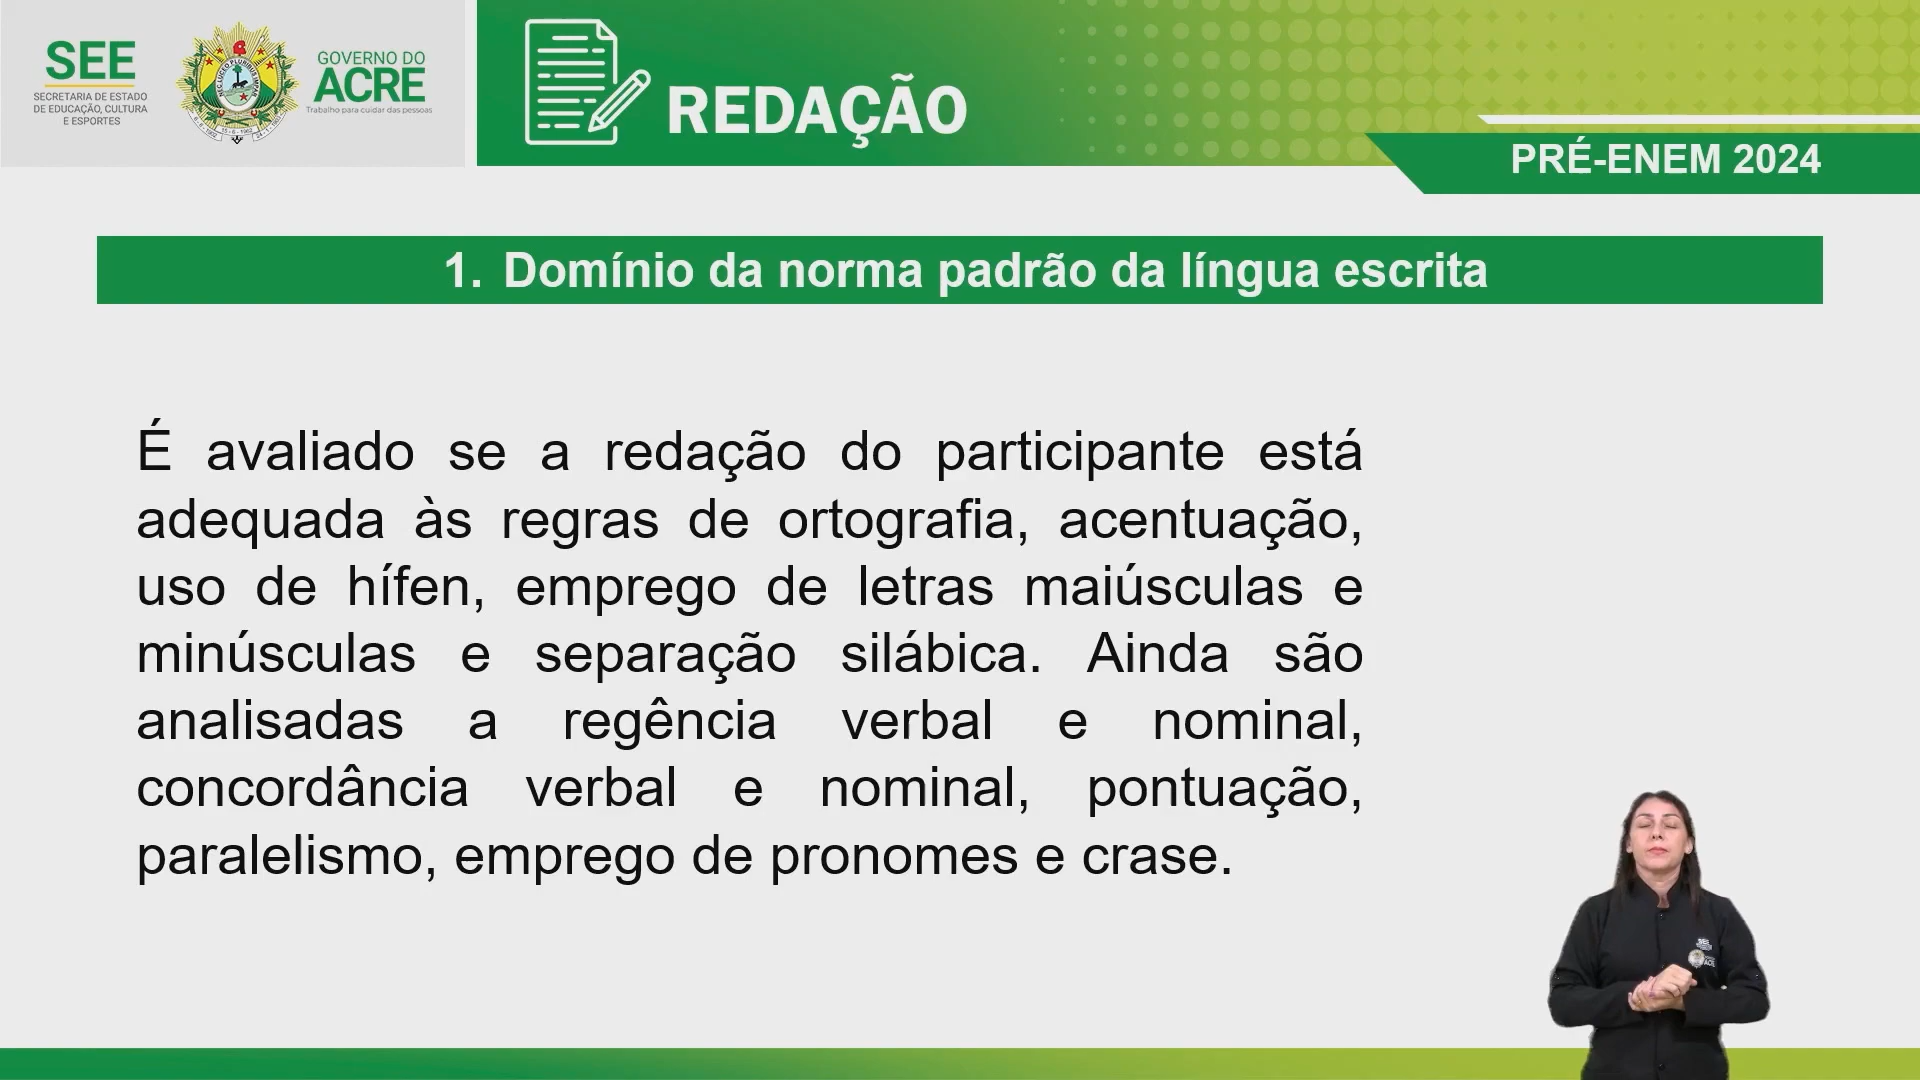 SEE
SECRETARIA DE ESTADO
DE EDUCAÇÃO, CULTURA
E ESPORTES
GOVERNO DO
ACRE
Trabalho para cuidar das pessoas
REDAÇÃO
PRÉ-ENEM 2024
1. Domínio da norma padrão da língua escrita
É avaliado se a redação do participante está
adequada às regras de ortografia, acentuação,
uso de hífen, emprego de letras maiúsculas e
minúsculas e separação silábica. Ainda são
analisadas a regência verbal e nominal,
concordância verbal e nominal, pontuação,
paralelismo, emprego de pronomes e crase.
SEE